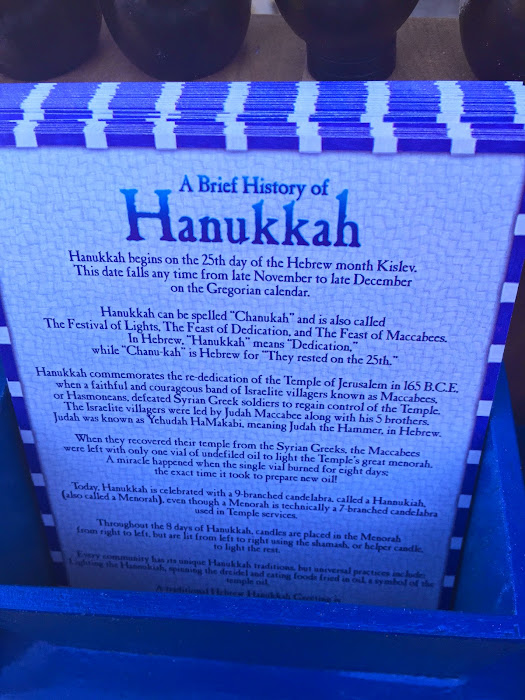 A Brief History of
Hanukkah
Hanukkah begins on the 25th day of the Hebrew month Kislev.
This date falls any time from late November to late December
on the Gregorian calendar.
Hanukkah can be spelled "Chanukah" and is also called
The Festival of Lights, The Feast of Dedication, and The Feast of Maccabees.
In Hebrew, "Hanukkah" means "Dedication,"
while "Chanu-kah" is Hebrew for "They rested on the 25th."
Hanukkah commemorates the re-dedication of the Temple of Jerusalem in 165 B.C.E.
when a faithful and courageous band of Israelite villagers known as Maccabees,
or Hasmoneans, defeated Syrian Greek soldiers to regain control of the Temple.
The Israelite villagers were led by Judah Maccabee along with his 5 brothers.
Judah was known as Yehudah HaMakabi, meaning Judah the Hammer, in Hebrew.
When they recovered their temple from the Syrian Greeks, the Maccabees
were left with only one vial of undefiled oil to light the Temple's great menorah.
A miracle happened when the single vial burned for eight days;
the exact time it took to prepare new oil!
Today, Hanukkah is celebrated with a 9-branched candelabra, called a Hannukiah,
(also called a Menorah), even though a Menorah is technically a 7-branched candelabra
used in Temple services.
Throughout the 8 days of Hanukkah, candles are placed in the Menorah
from right to left, but are lit from left to right using the shamash, or helper candle,
to light the rest.
Every community has its unique Hanukkah traditions, but universal practices include:
Lighting the Hannukiah, spinning the dreidel and eating foods fried in oil, a symbol of the
temple oil.
A traditional Hebrew Hanukkah Greeting is